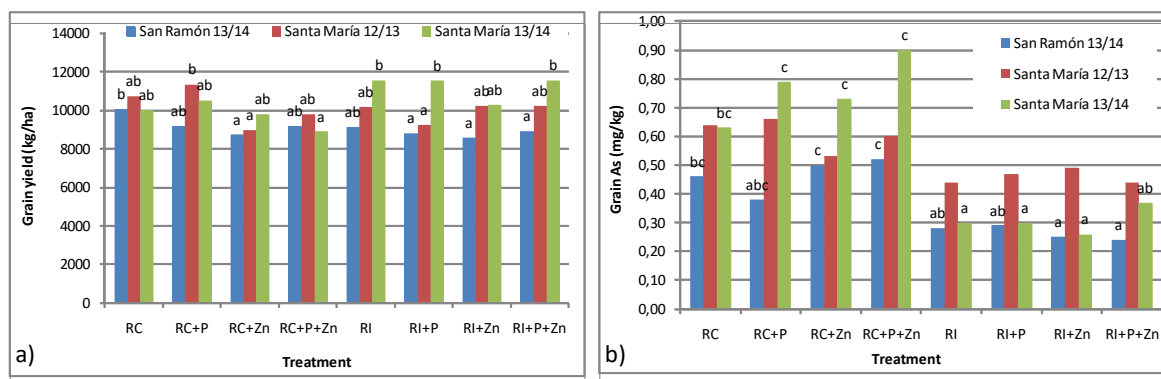 San Ramón 13/14 Santa María 12/13 Santa María 13/14
14000
12000
10000
8000
6000
4000
2000
0
Grain yield (kg/ha)
b ab ab
ab b ab
a a ab
ab ab a
ab ab b
a a b
a ab ab
a ab b
RC RC+P RC+Zn RC+P+Zn RI RI+P RI+Zn RI+P+Zn
Treatment
a)
1,00
0,90
0,80
0,70
0,60
0,50
0,40
0,30
0,20
0,10
0,00
Grain As (mg/kg)
San Ramón 13/14
Santa María 12/13
Santa María 13/14
bc bc
abc c
c c
c c
ab a
ab a
a a
a ab
RC RC+P RC+Zn RC+P+Zn RI RI+P RI+Zn RI+P+Zn
Treatment
b)